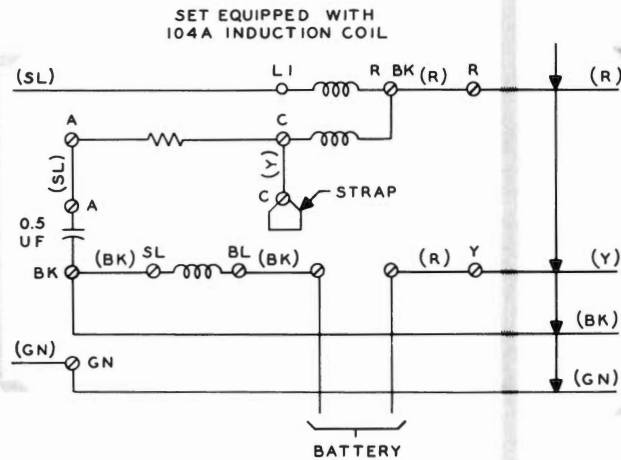 SET EQUIPPED WITH
104A INDUCTION COIL
(SL) L1 R BK (R) R (R)
A C
(SL) (Y)
A C STRAP
0.5
UF
(BK) SL BL (BK) (R) Y (Y)
BK
(BK)
(GN) GN
(GN)
BATTERY